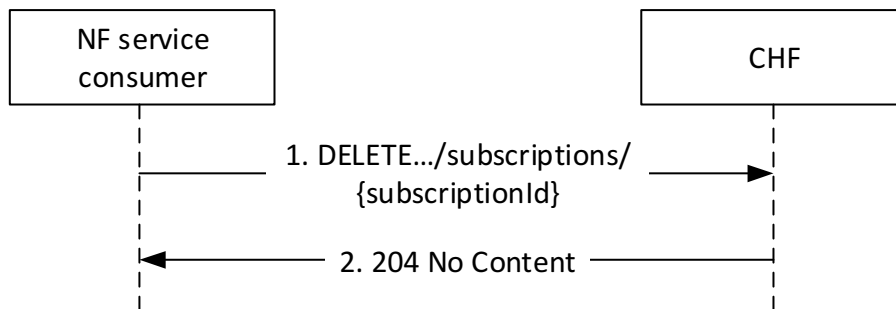 NF service
consumer
CHF
1. DELETE.../subscriptions/
{subscriptionId}
2. 204 No Content